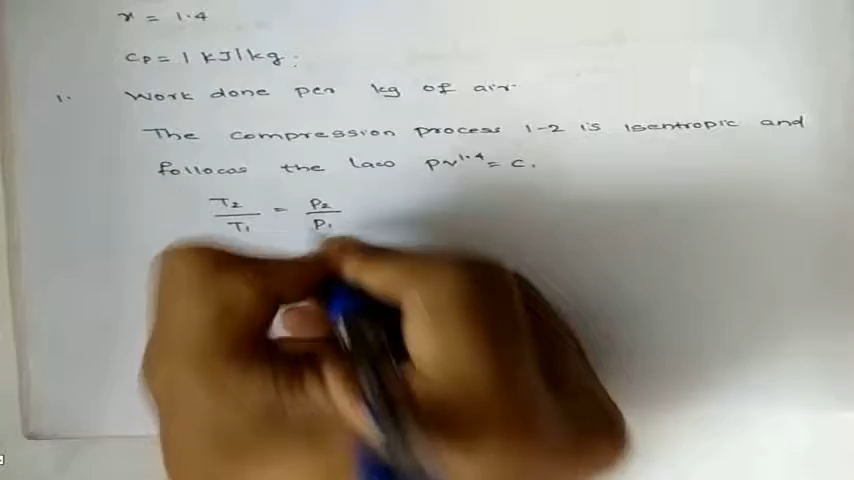 γ = 1.4
Cp = 1 kJ/kg.
1. Work done per kg of air.
The compression process 1-2 is isentropic and
follows the law pv^1.4 = c.
T2/T1 = P2/P1